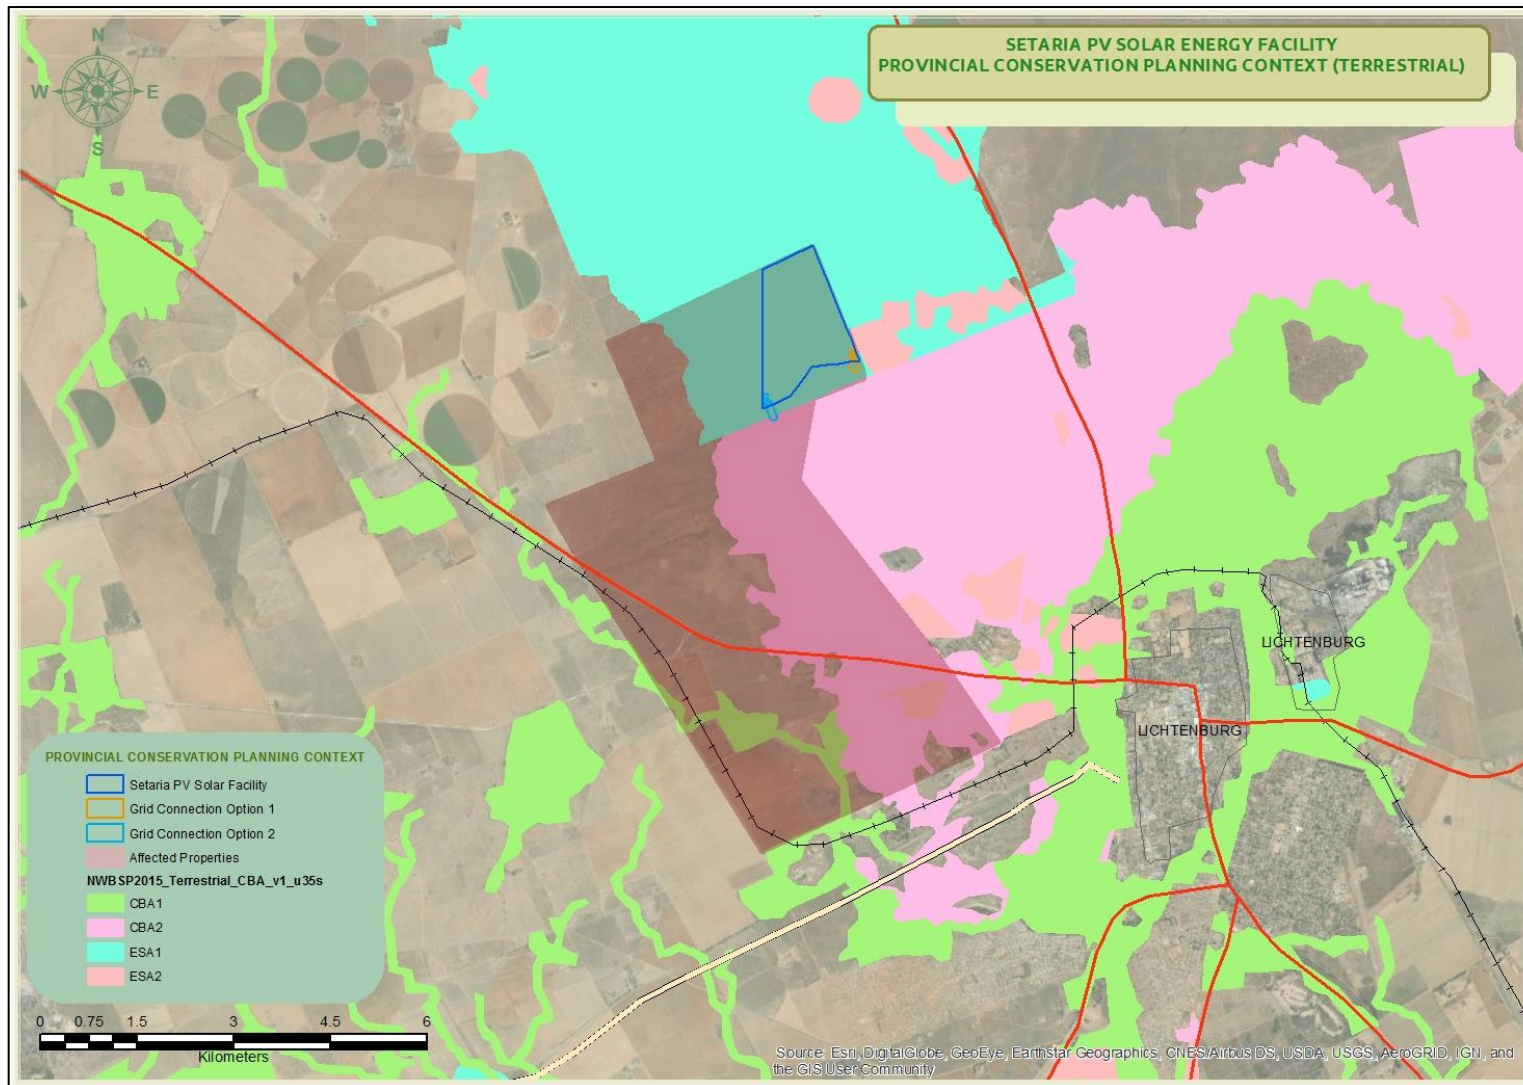 SETARIA PV SOLAR ENERGY FACILITY
PROVINCIAL CONSERVATION PLANNING CONTEXT (TERRESTRIAL)
N
W
E
S
LICHTENBURG
LICHTENBURG
PROVINCIAL CONSERVATION PLANNING CONTEXT
Setaria PV Solar Facility
Grid Connection Option 1
Grid Connection Option 2
Affected Properties
NWBSP2015_Terrestrial_CBA_v1_u35s
CBA1
CBA2
ESA1
ESA2
0 0.75 1.5 3 4.5 6
Kilometers
Source: Esri, DigitalGlobe, GeoEye, Earthstar Geographics, CNES/Airbus DS, USDA, USGS, AeroGRID, IGN, and
the GIS User Community